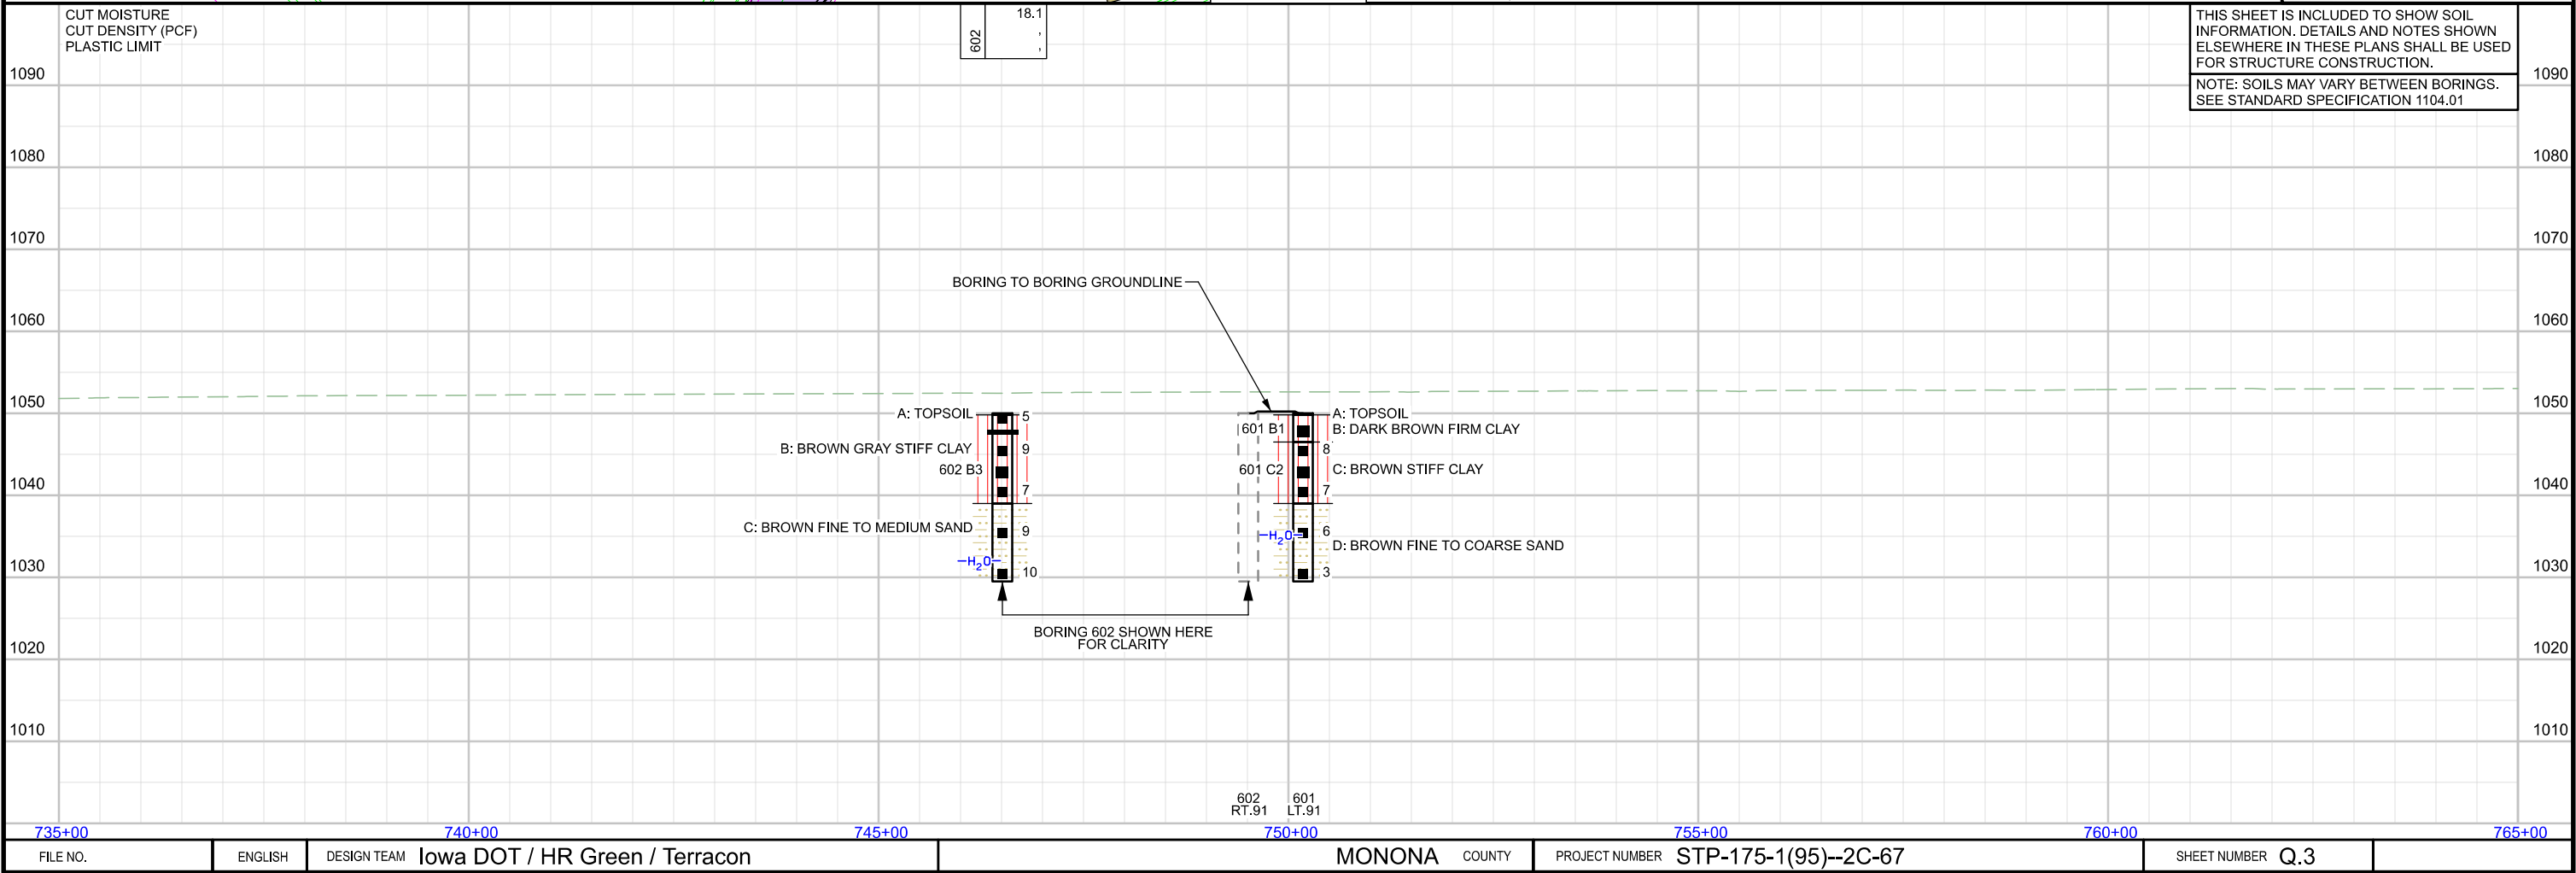 CUT MOISTURE
CUT DENSITY (PCF)
PLASTIC LIMIT
602
18.1
,
,
THIS SHEET IS INCLUDED TO SHOW SOIL
INFORMATION. DETAILS AND NOTES SHOWN
ELSEWHERE IN THESE PLANS SHALL BE USED
FOR STRUCTURE CONSTRUCTION.
NOTE: SOILS MAY VARY BETWEEN BORINGS.
SEE STANDARD SPECIFICATION 1104.01
1090 1090
1080 1080
1070 1070
BORING TO BORING GROUNDLINE
1060 1060
1050 1050
A: TOPSOIL 5
B: BROWN GRAY STIFF CLAY 9
602 B3
7
C: BROWN FINE TO MEDIUM SAND 9
H2O
10
A: TOPSOIL
601 B1 B: DARK BROWN FIRM CLAY
8
601 C2 C: BROWN STIFF CLAY
7
H2O 6
D: BROWN FINE TO COARSE SAND
3
1040 1040
1030 1030
BORING 602 SHOWN HERE
FOR CLARITY
1020 1020
1010 1010
602 601
RT.91 LT.91
735+00 740+00 745+00 750+00 755+00 760+00 765+00
FILE NO. ENGLISH DESIGN TEAM Iowa DOT / HR Green / Terracon MONONA COUNTY PROJECT NUMBER STP-175-1(95)--2C-67 SHEET NUMBER Q.3